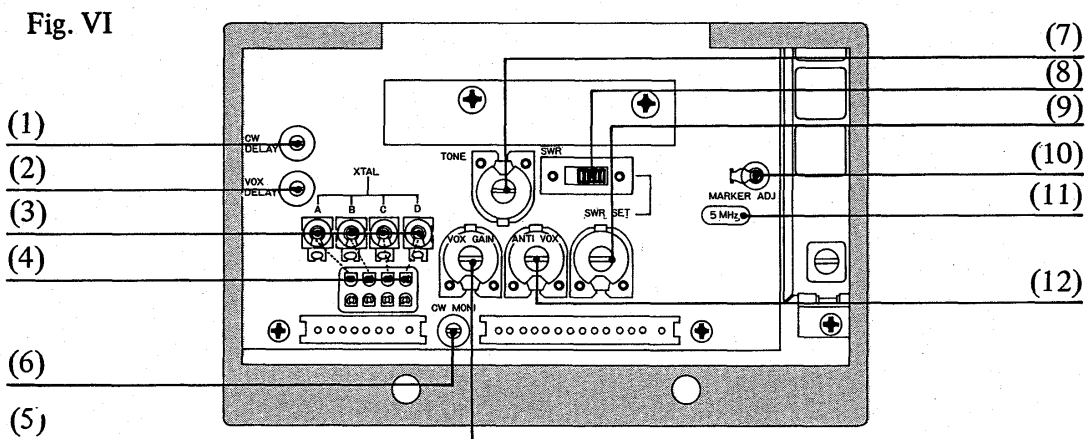 Fig. VI
(1)
(2)
(3)
(4)
(6)
(5)
(7)
(8)
(9)
(10)
(11)
(12)
CW
DELAY
VOX
DELAY
XTAL
A B C D
TONE
SWR
SWR SET
VOX GAIN
ANTI VOX
CW MONI
MARKER ADJ
5 MHz